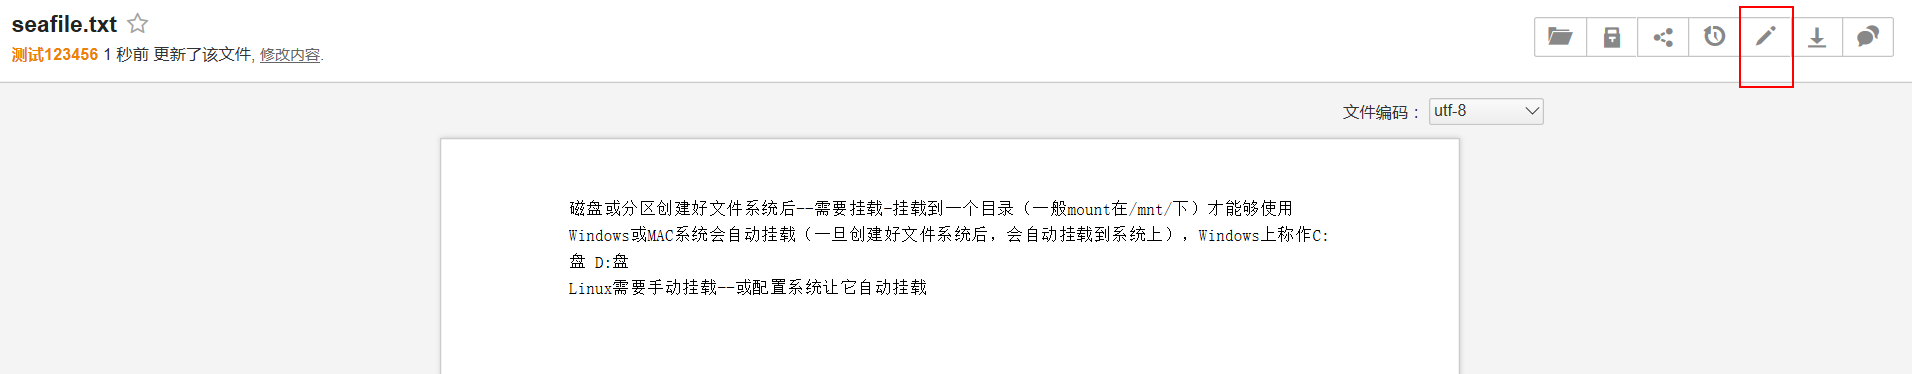 seafile.txt
测试123456 1 秒前 更新了该文件, 修改内容.
文件编码： utf-8
磁盘或分区创建好文件系统后--需要挂载-挂载到一个目录（一般mount在/mnt/下）才能够使用
Windows或MAC系统会自动挂载（一旦创建好文件系统后，会自动挂载到系统上），Windows上称作C:
盘 D:盘
Linux需要手动挂载--或配置系统让它自动挂载